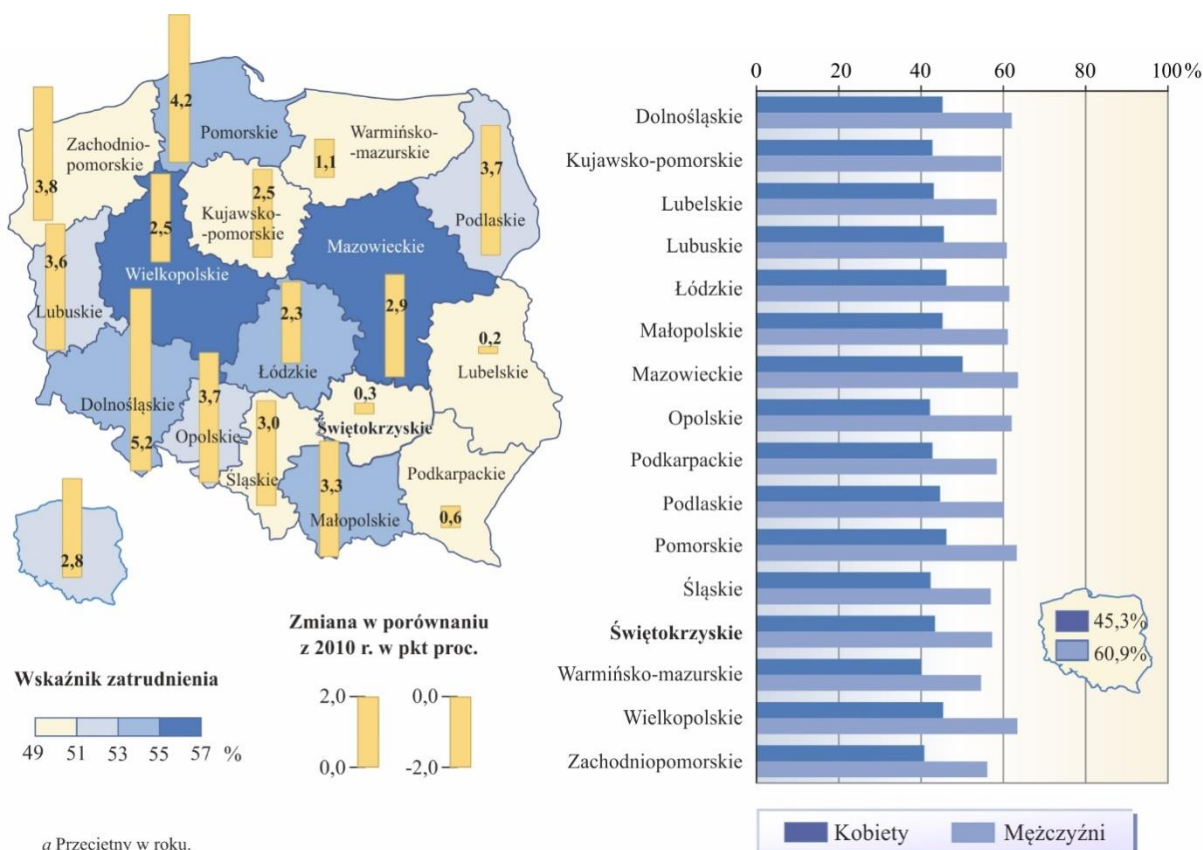 4,2
Pomorskie
Zachodnio-
pomorskie
3,8
Warmińsko-
-mazurskie
1,1
3,7
Podlaskie
2,5
Kujawsko-
-pomorskie
2,5
Wielkopolskie
Mazowieckie
2,9
3,6
Lubuskie
2,3
Łódzkie
0,2
Lubelskie
Dolnośląskie
5,2
3,7
Opolskie
3,0
Śląskie
0,3
Świętokrzyskie
3,3
Małopolskie
Podkarpackie
0,6
2,8
Zmiana w porównaniu
z 2010 r. w pkt proc.
2,0 0,0
0,0 -2,0
Wskaźnik zatrudnienia
49 51 53 55 57 %
a Przeciętny w roku.
0 20 40 60 80 100%
Dolnośląskie
Kujawsko-pomorskie
Lubelskie
Lubuskie
Łódzkie
Małopolskie
Mazowieckie
Opolskie
Podkarpackie
Podlaskie
Pomorskie
Śląskie
Świętokrzyskie
Warmińsko-mazurskie
Wielkopolskie
Zachodniopomorskie
45,3%
60,9%
Kobiety Mężczyźni